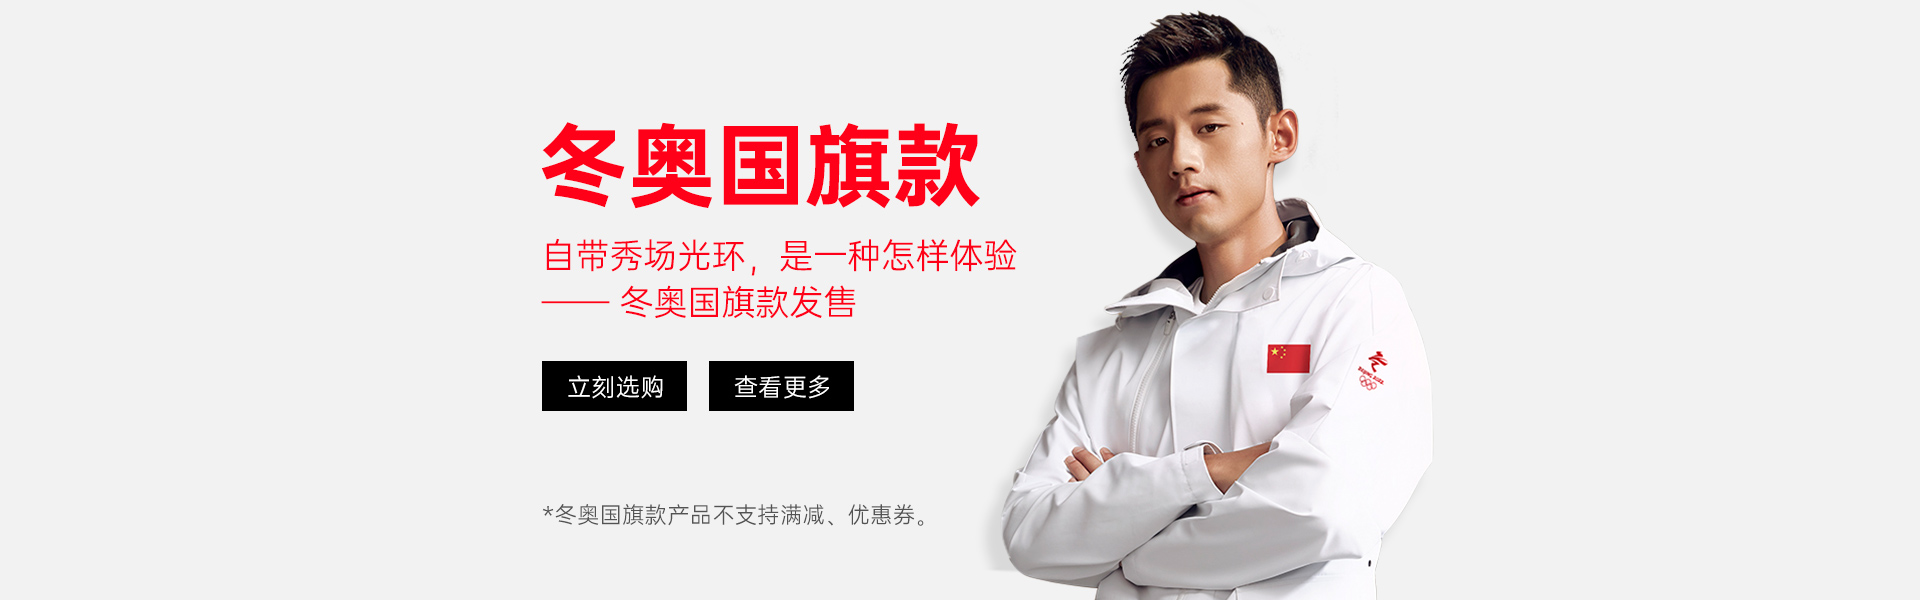 冬奥国旗款
自带秀场光环，是一种怎样体验
—— 冬奥国旗款发售
立刻选购
查看更多
*冬奥国旗款产品不支持满减、优惠券。
BEIJING 2022